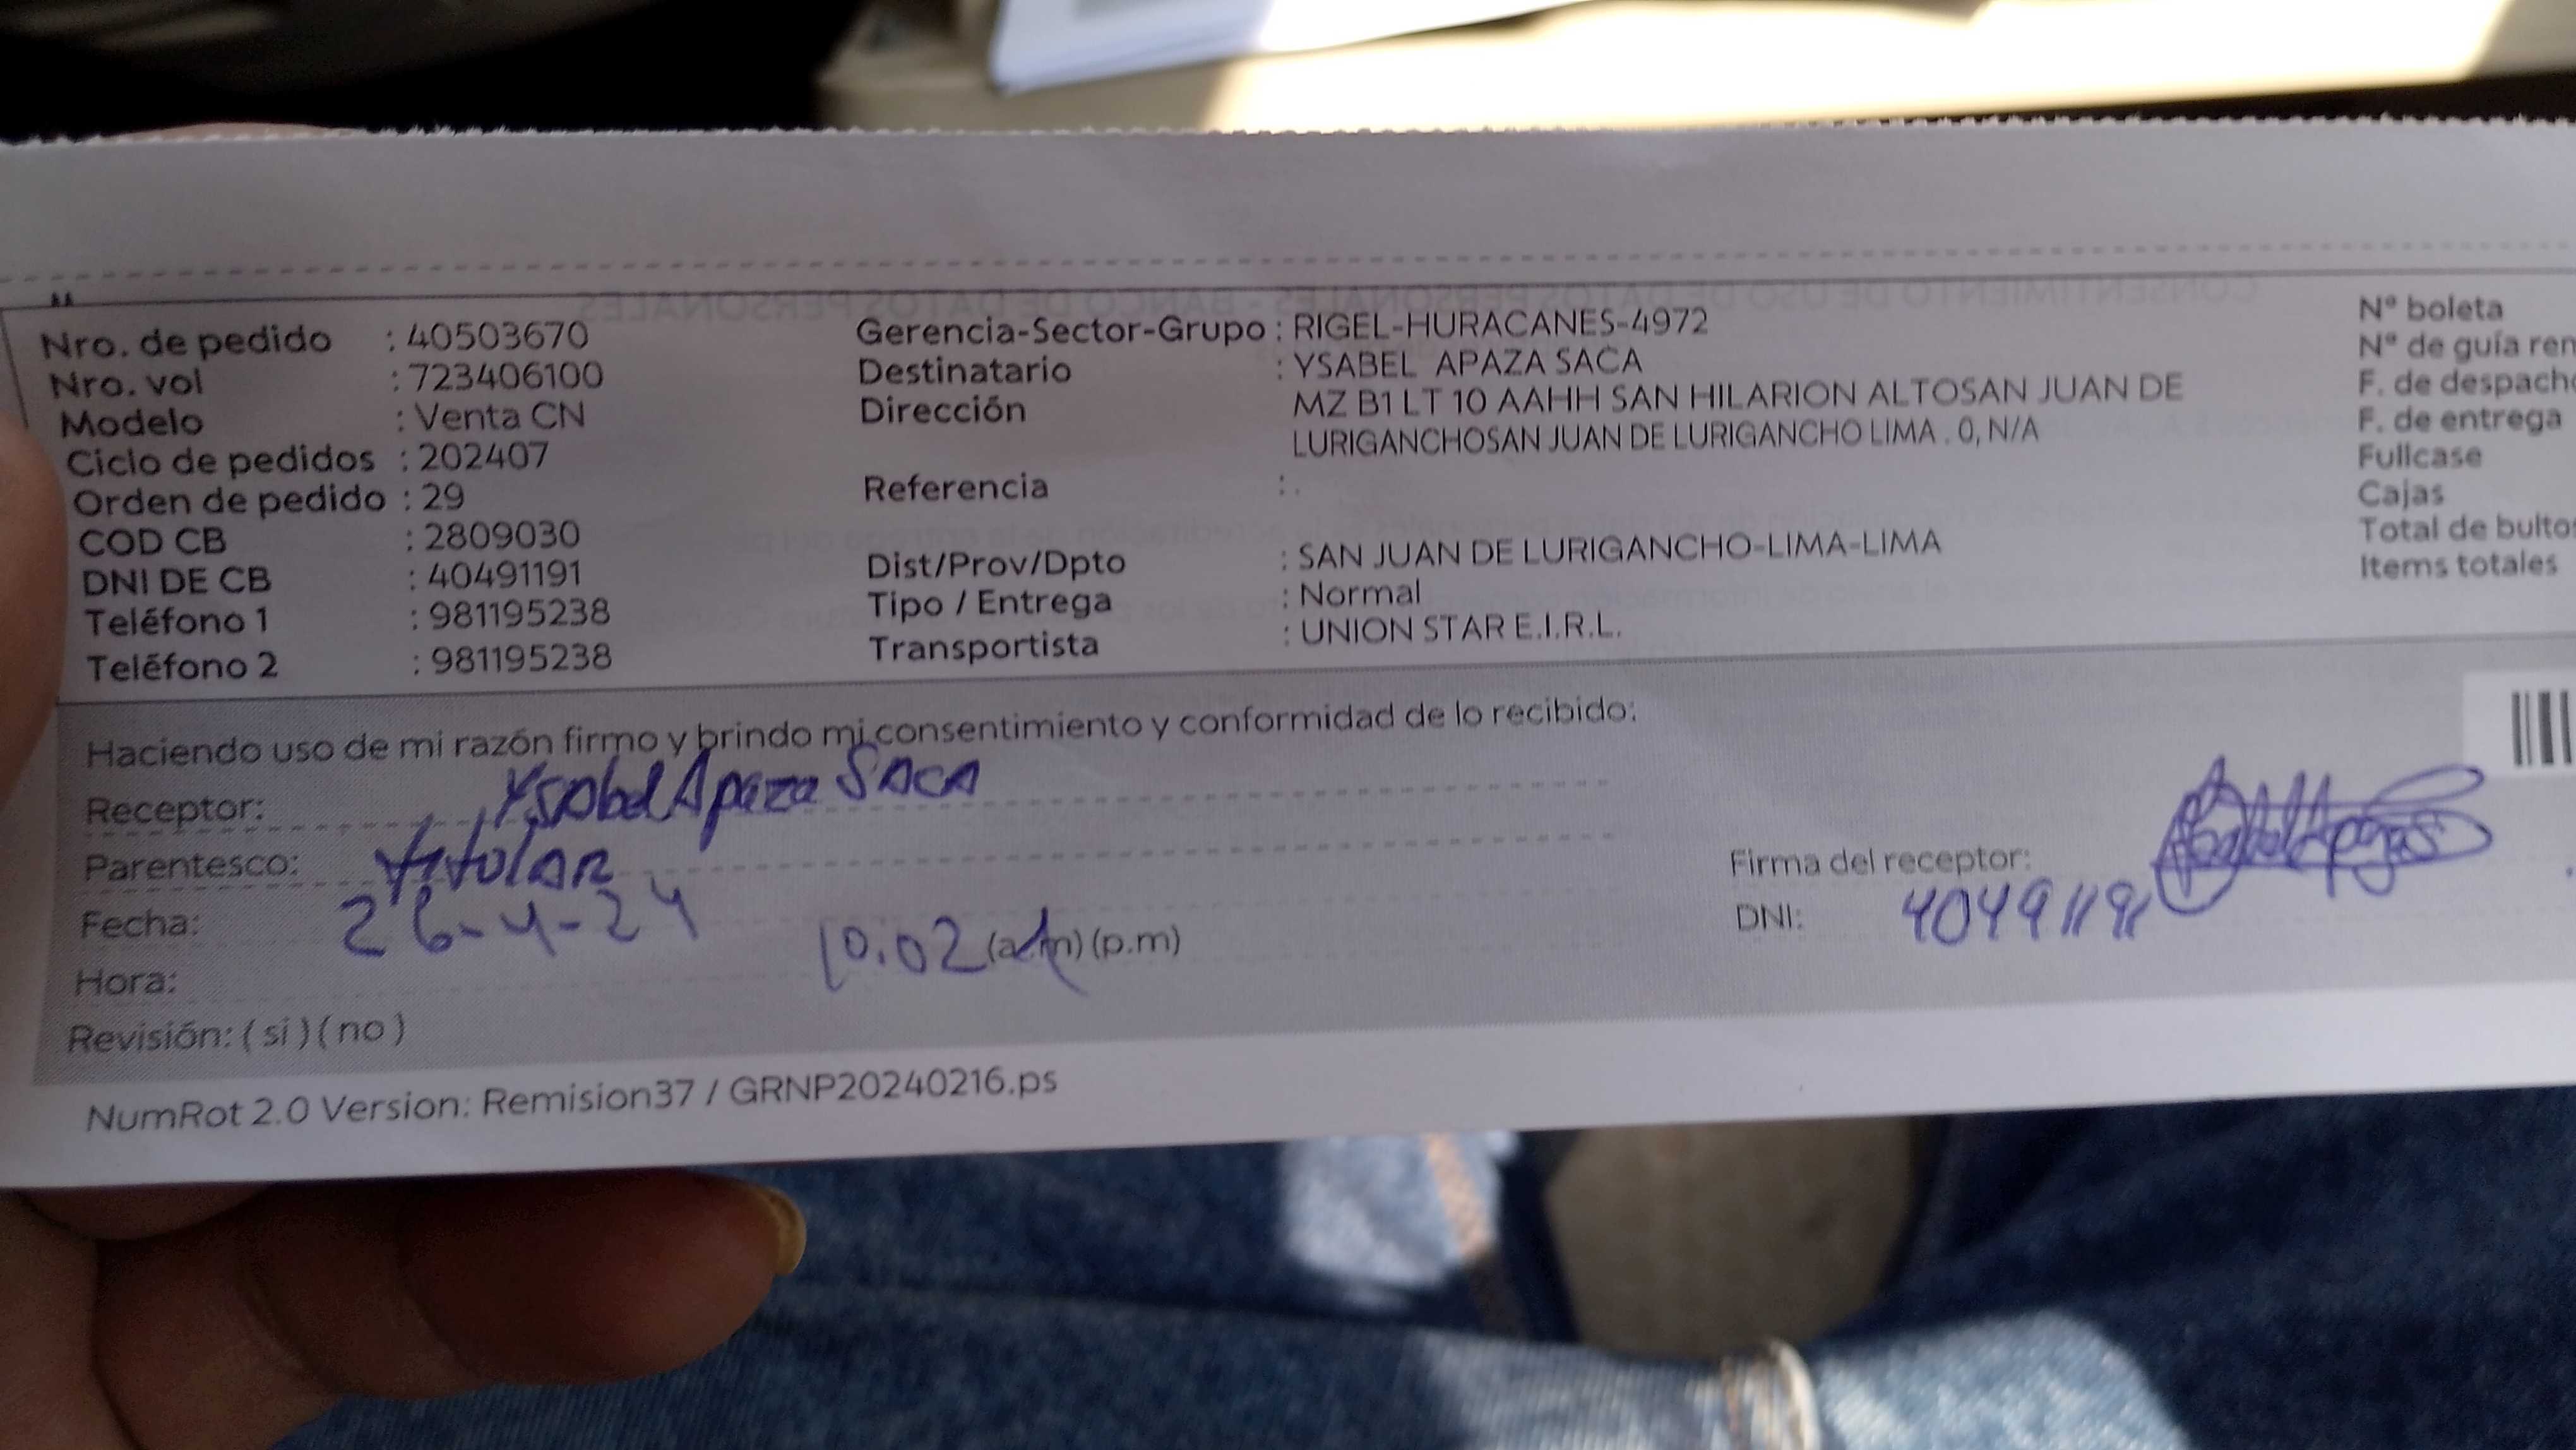 Nro. de pedido : 40503670
Nro. vol : 723406100
Modelo : Venta CN
Ciclo de pedidos : 202407
Orden de pedido : 29
COD CB : 2809030
DNI DE CB : 40491191
Teléfono 1 : 981195238
Teléfono 2 : 981195238
Gerencia-Sector-Grupo : RIGEL-HURACANES-4972
Destinatario : YSABEL APAZA SACA
Dirección MZ B1 LT 10 AAHH SAN HILARION ALTOSAN JUAN DE
LURIGANCHOSAN JUAN DE LURIGANCHO LIMA . 0, N/A
Referencia : .
Dist/Prov/Dpto : SAN JUAN DE LURIGANCHO-LIMA-LIMA
Tipo / Entrega : Normal
Transportista : UNION STAR E.I.R.L.
N° boleta
N° de guía rem
F. de despacho
F. de entrega
Fullcase
Cajas
Total de bultos
Items totales
Haciendo uso de mi razón firmo y brindo mi consentimiento y conformidad de lo recibido:
Receptor: Ysabel Apaza SACA
Parentesco: titolAR
Fecha: 26-4-24
Hora: 10:02 (a.m) (p.m)
Revisión: ( si ) ( no )
Firma del receptor:
DNI: 40491191
NumRot 2.0 Version: Remision37 / GRNP20240216.ps